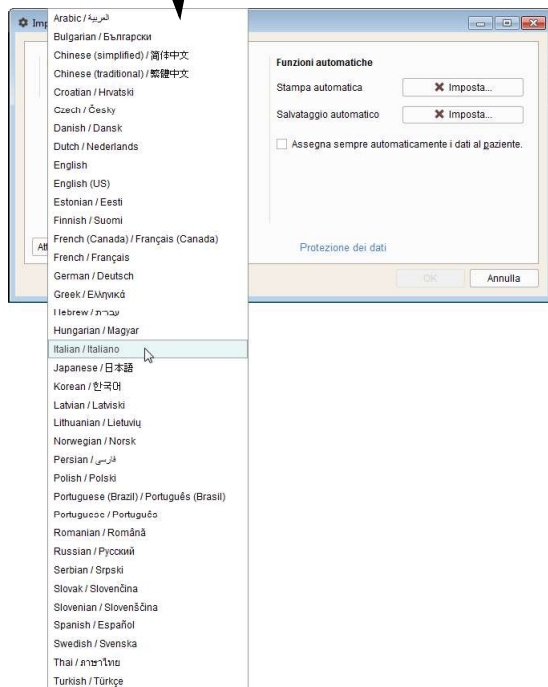 Arabic / العربية
Bulgarian / Български
Chinese (simplified) / 简体中文
Chinese (traditional) / 繁體中文
Croatian / Hrvatski
Czech / Česky
Danish / Dansk
Dutch / Nederlands
English
English (US)
Estonian / Eesti
Finnish / Suomi
French (Canada) / Français (Canada)
French / Français
German / Deutsch
Greek / Ελληνικά
Hebrew / עברית
Hungarian / Magyar
Italian / Italiano
Japanese / 日本語
Korean / 한국어
Latvian / Latviski
Lithuanian / Lietuvių
Norwegian / Norsk
Persian / فارسی
Polish / Polski
Portuguese (Brazil) / Português (Brasil)
Portuguese / Português
Romanian / Română
Russian / Русский
Serbian / Srpski
Slovak / Slovenčina
Slovenian / Slovenščina
Spanish / Español
Swedish / Svenska
Thai / ภาษาไทย
Turkish / Türkçe
Funzioni automatiche
Stampa automatica
Imposta...
Salvataggio automatico
Imposta...
Assegna sempre automaticamente i dati al paziente.
Protezione dei dati
OK
Annulla